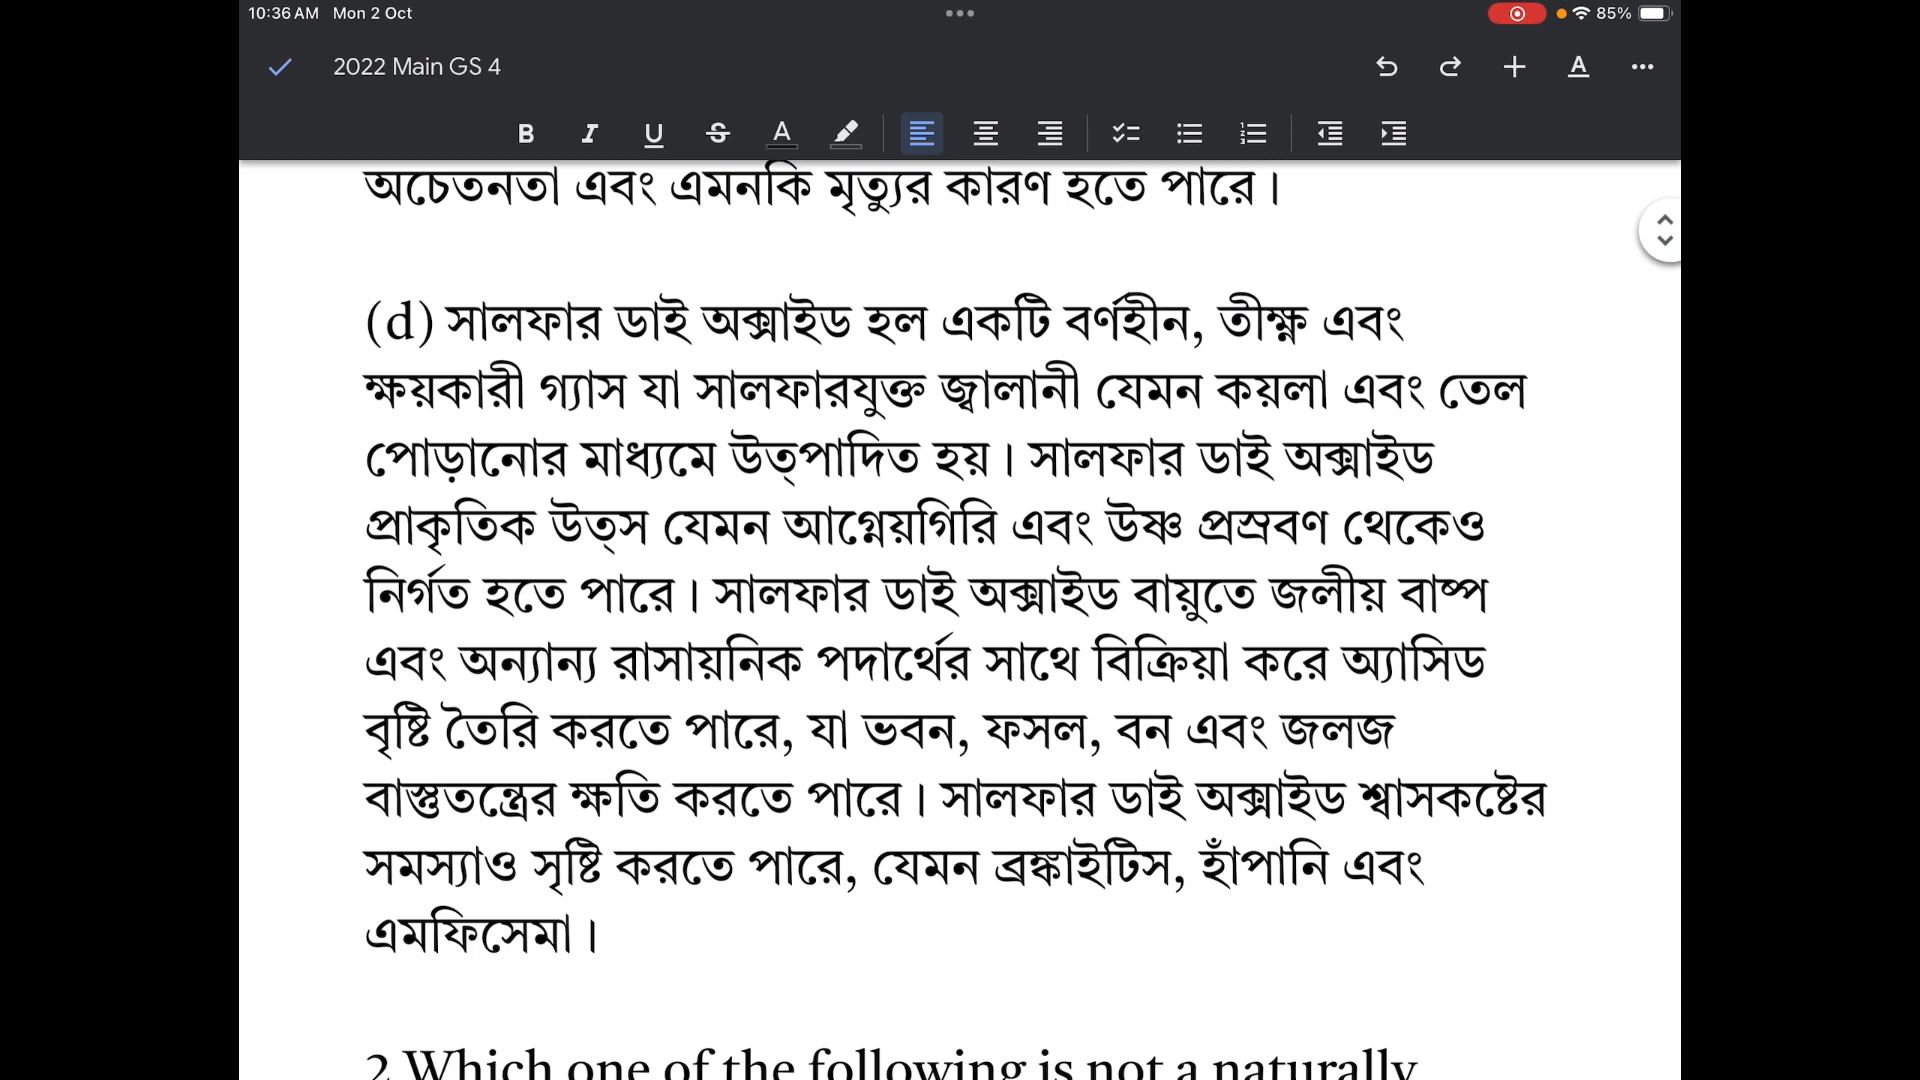 10:36 AM Mon 2 Oct
85%
2022 Main GS 4
অচেতনতা এবং এমনকি মৃত্যুর কারণ হতে পারে।
(d) সালফার ডাই অক্সাইড হল একটি বর্ণহীন, তীক্ষ্ণ এবং
ক্ষয়কারী গ্যাস যা সালফারযুক্ত জ্বালানী যেমন কয়লা এবং তেল
পোড়ানোর মাধ্যমে উত্পাদিত হয়। সালফার ডাই অক্সাইড
প্রাকৃতিক উত্স যেমন আগ্নেয়গিরি এবং উষ্ণ প্রস্রবণ থেকেও
নির্গত হতে পারে। সালফার ডাই অক্সাইড বায়ুতে জলীয় বাষ্প
এবং অন্যান্য রাসায়নিক পদার্থের সাথে বিক্রিয়া করে অ্যাসিড
বৃষ্টি তৈরি করতে পারে, যা ভবন, ফসল, বন এবং জলজ
বাস্তুতন্ত্রের ক্ষতি করতে পারে। সালফার ডাই অক্সাইড শ্বাসকষ্টের
সমস্যাও সৃষ্টি করতে পারে, যেমন ব্রঙ্কাইটিস, হাঁপানি এবং
এমফিসেমা।
2 Which one of the following is not a naturally